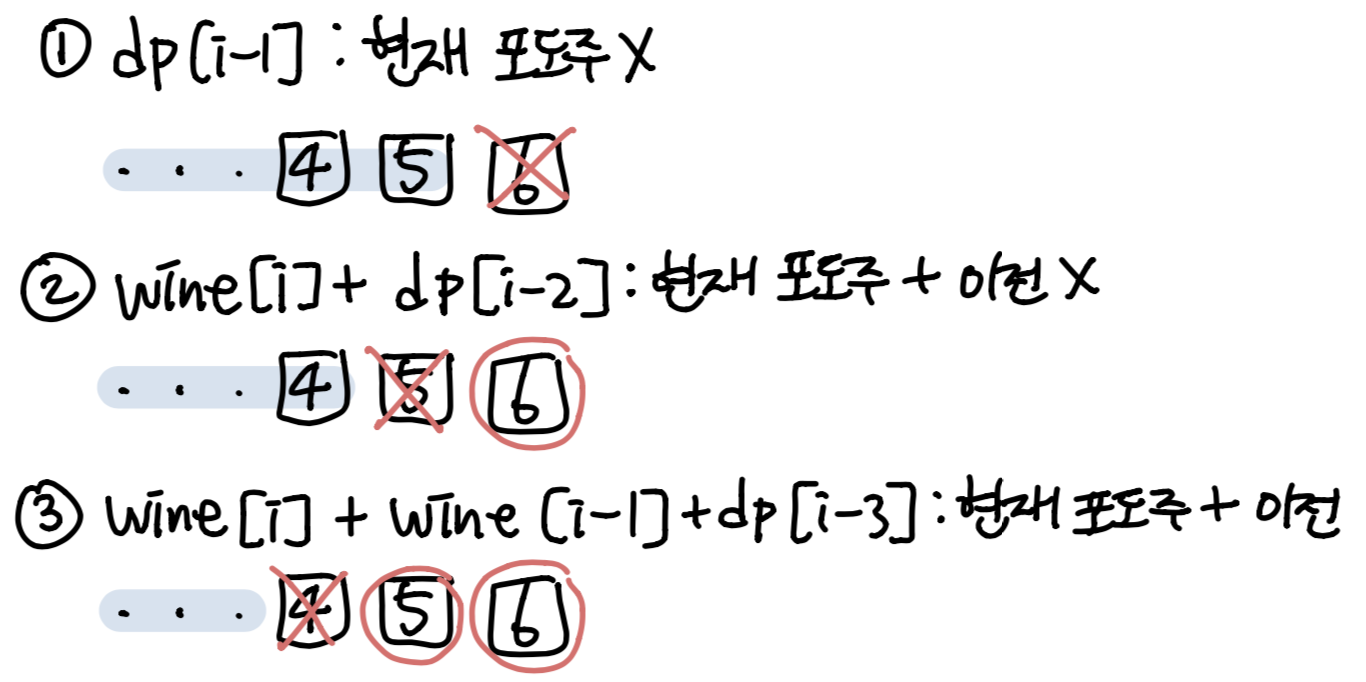 ① dp[i-1] : 현재 포도주 X
. . . 4 5 6
② wine[i] + dp[i-2] : 현재 포도주 + 이전 X
. . . 4 5 6
③ wine[i] + wine[i-1] + dp[i-3] : 현재 포도주 + 이전
. . . 4 5 6